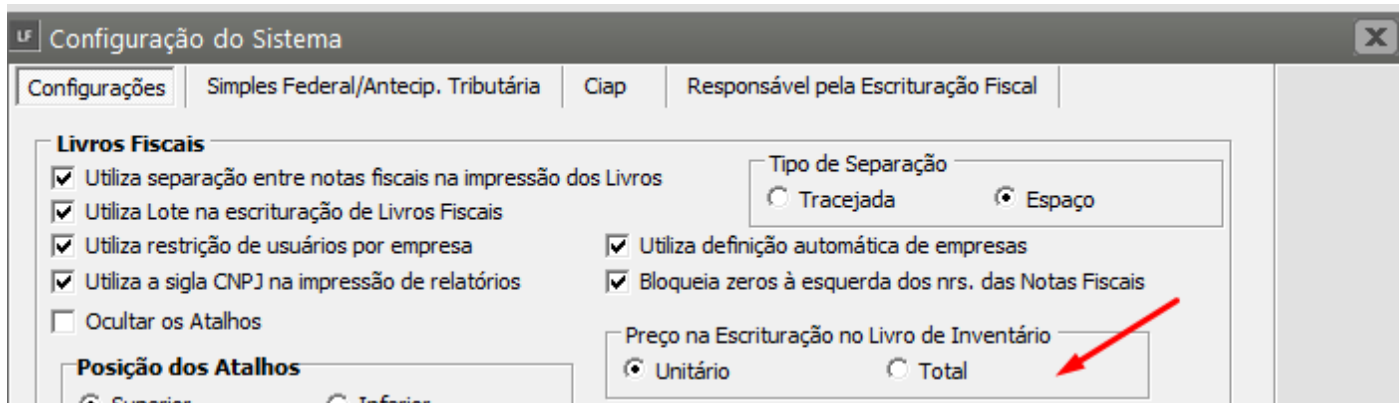 LF Configuração do Sistema
Configurações Simples Federal/Antecip. Tributária Ciap Responsável pela Escrituração Fiscal
Livros Fiscais
Utiliza separação entre notas fiscais na impressão dos Livros
Tipo de Separação
Tracejada Espaço
Utiliza Lote na escrituração de Livros Fiscais
Utiliza restrição de usuários por empresa Utiliza definição automática de empresas
Utiliza a sigla CNPJ na impressão de relatórios Bloqueia zeros à esquerda dos nrs. das Notas Fiscais
Ocultar os Atalhos
Preço na Escrituração no Livro de Inventário
Unitário Total
Posição dos Atalhos
Superior Inferior